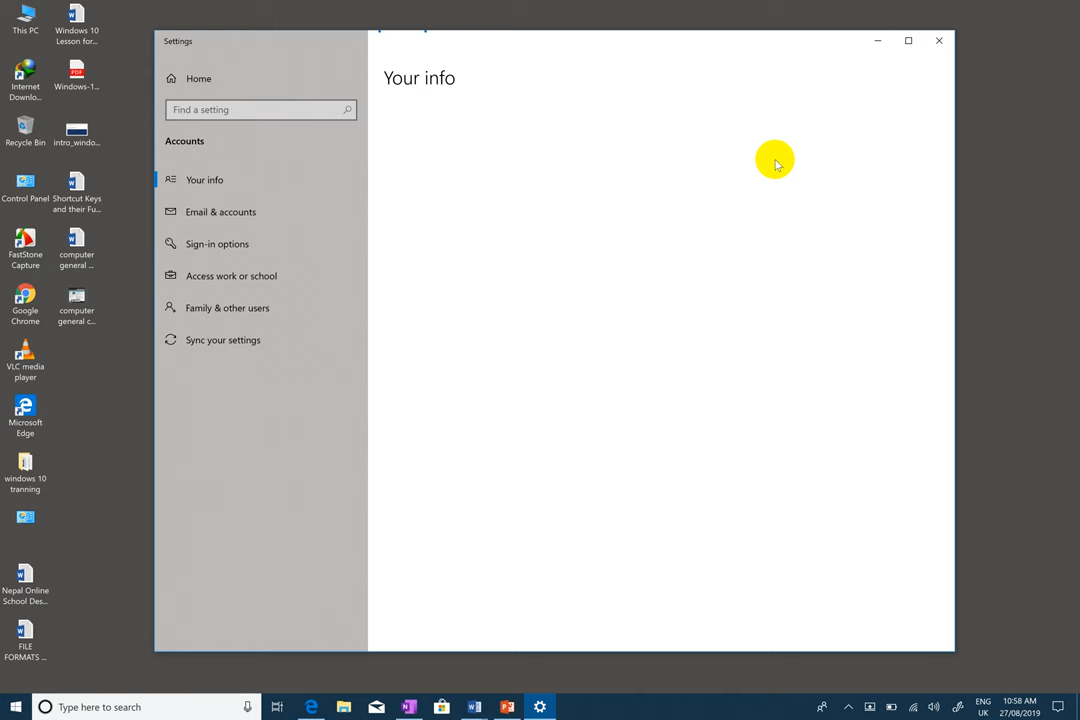 This PC
Windows 10
Lesson for...
Internet
Downlo...
Windows-1...
PDF
Recycle Bin
intro_windo...
Control Panel
Shortcut Keys
and their Fu...
FastStone
Capture
computer
general ...
Google
Chrome
computer
general c...
VLC media
player
Microsoft
Edge
windows 10
tranning
Nepal Online
School Des...
FILE
FORMATS ...
Settings
Home
Find a setting
Accounts
Your info
Email & accounts
Sign-in options
Access work or school
Family & other users
Sync your settings
Your info
Type here to search
ENG
UK
10:58 AM
27/08/2019